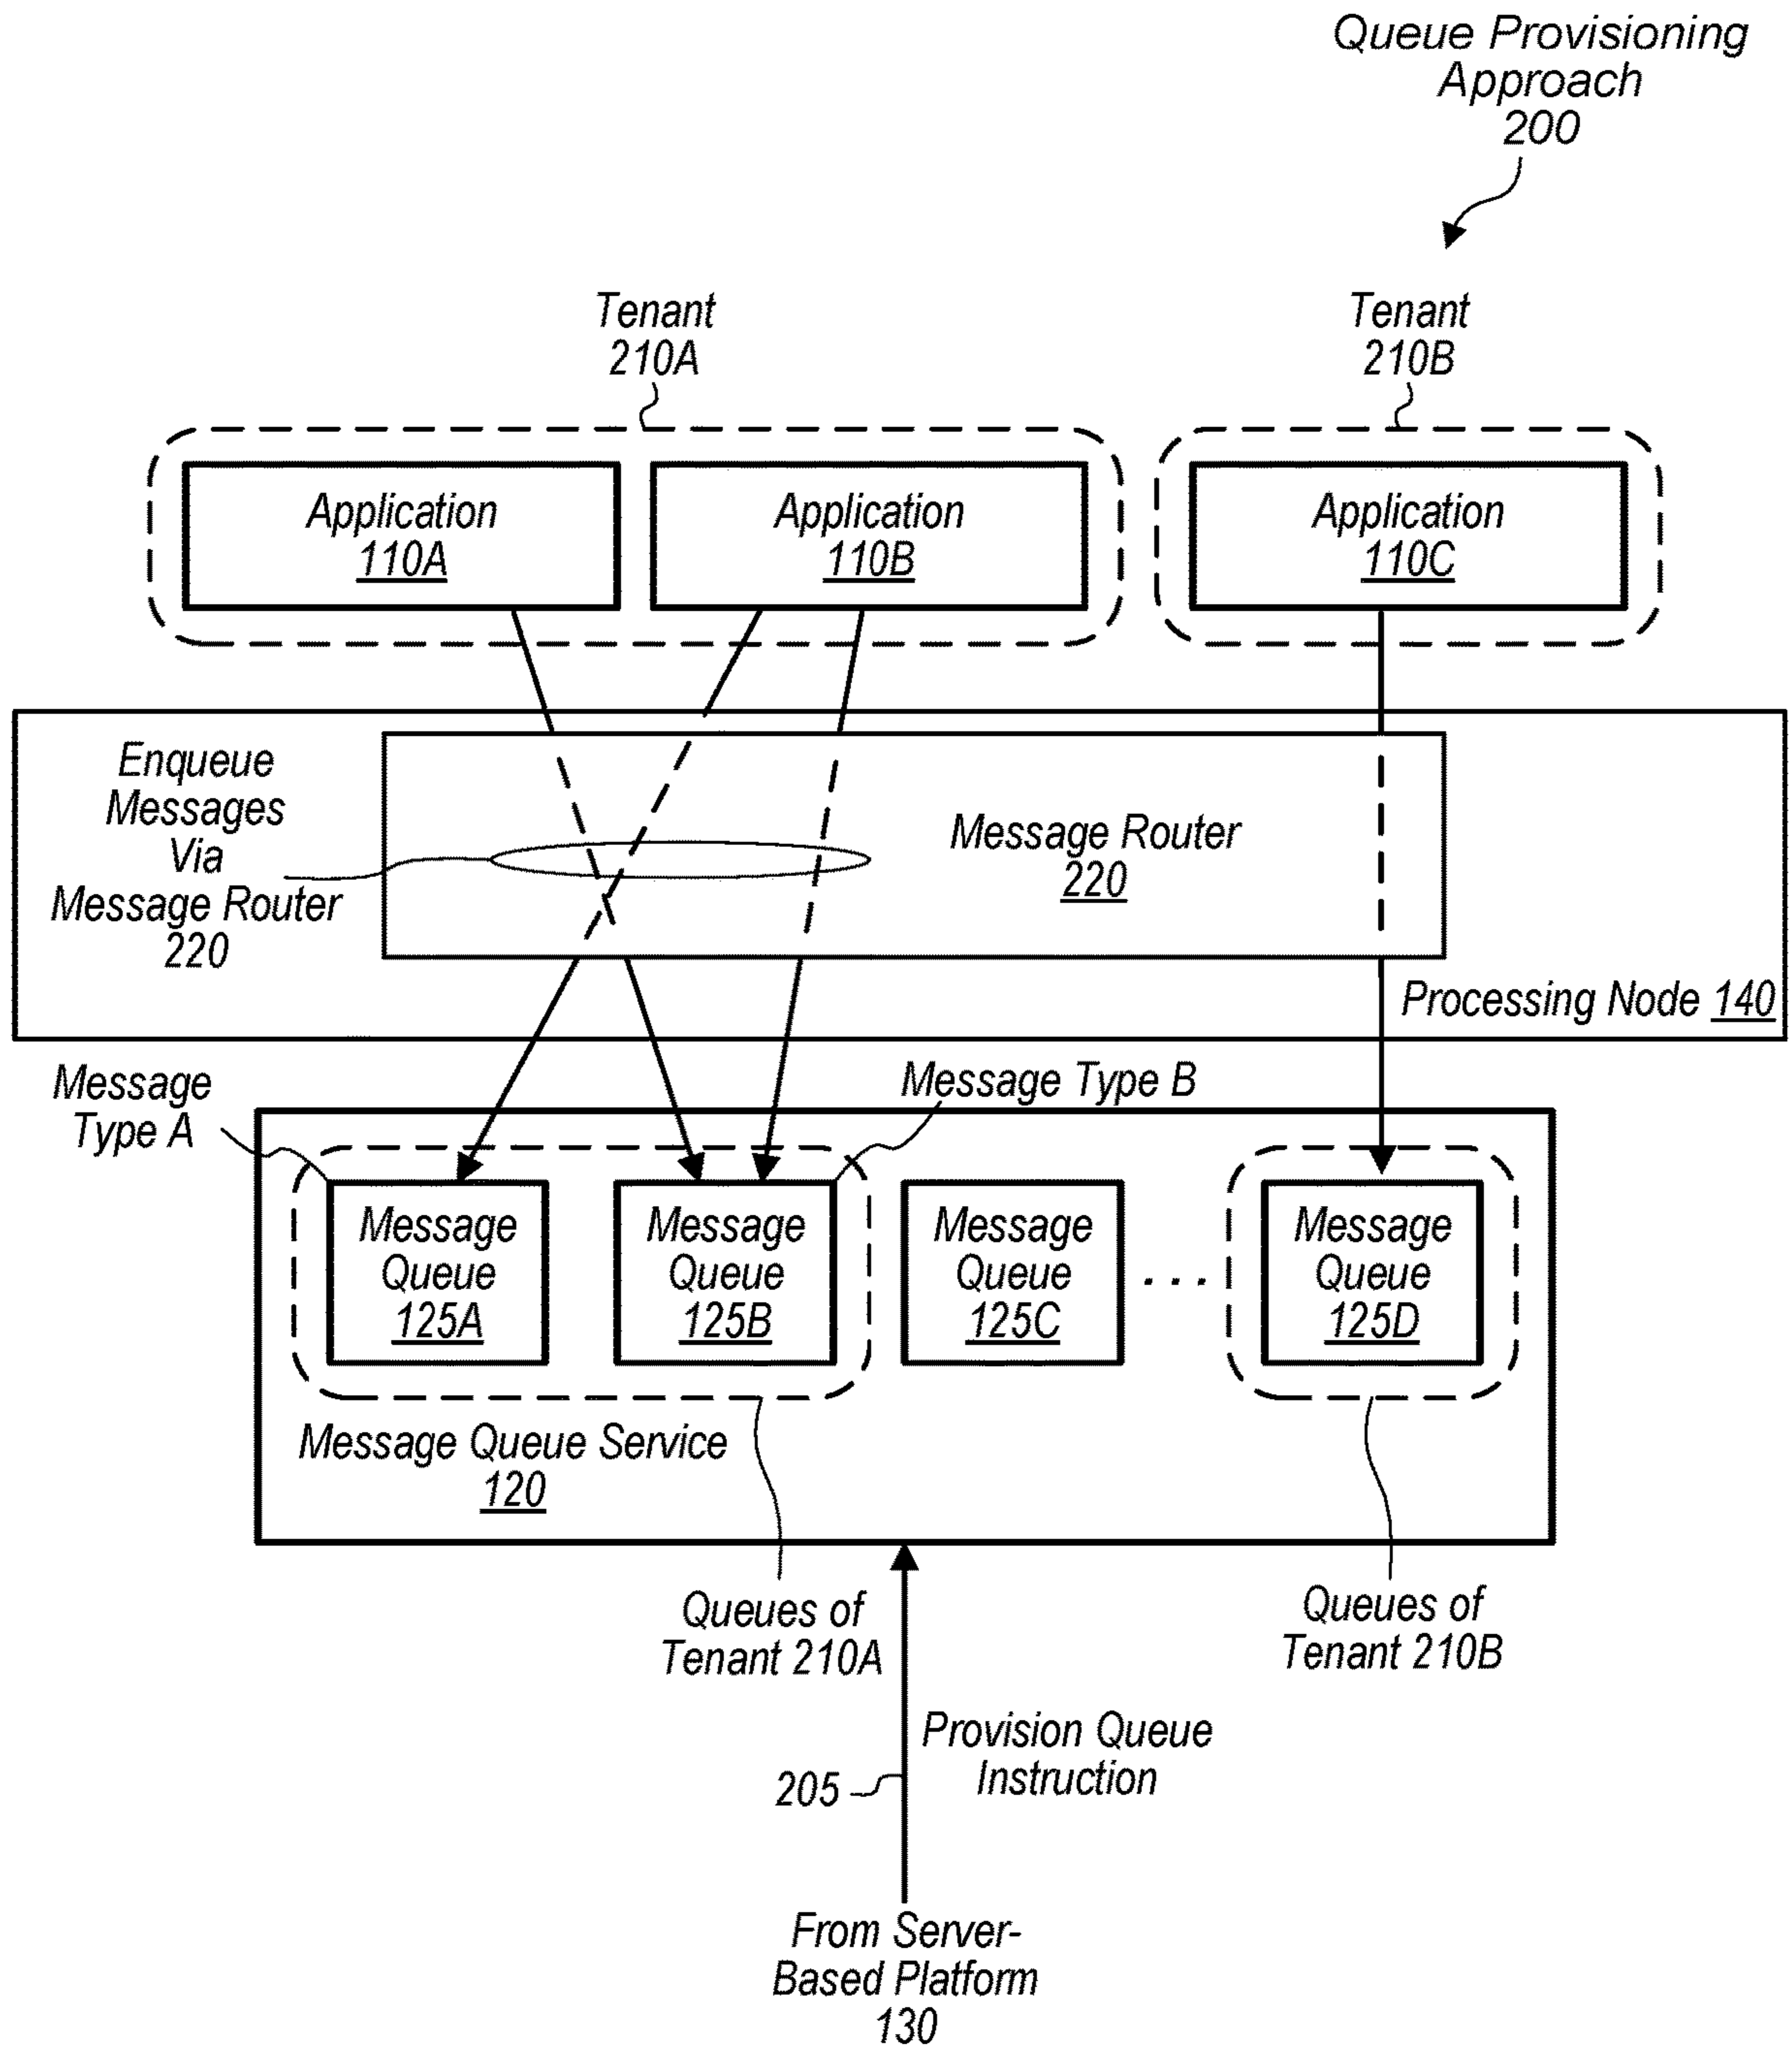 Queue Provisioning
Approach
200
Tenant
210A
Tenant
210B
Application
110A
Application
110B
Application
110C
Enqueue
Messages
Via
Message Router
220
Message Router
220
Processing Node 140
Message
Type A
Message Type B
Message
Queue
125A
Message
Queue
125B
Message
Queue
125C
...
Message
Queue
125D
Message Queue Service
120
Queues of
Tenant 210A
Queues of
Tenant 210B
Provision Queue
Instruction
205
From Server-
Based Platform
130